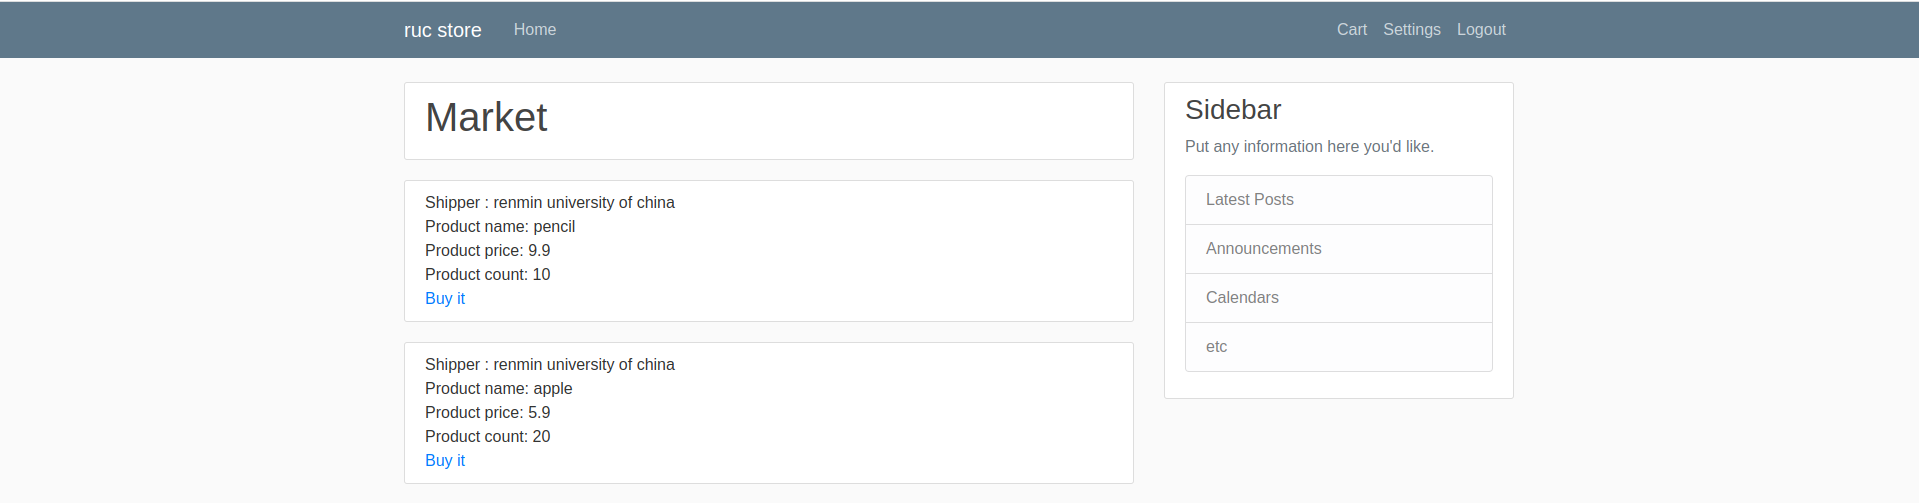 ruc store Home Cart Settings Logout
Market
Shipper : renmin university of china
Product name: pencil
Product price: 9.9
Product count: 10
Buy it
Shipper : renmin university of china
Product name: apple
Product price: 5.9
Product count: 20
Buy it
Sidebar
Put any information here you'd like.
Latest Posts
Announcements
Calendars
etc